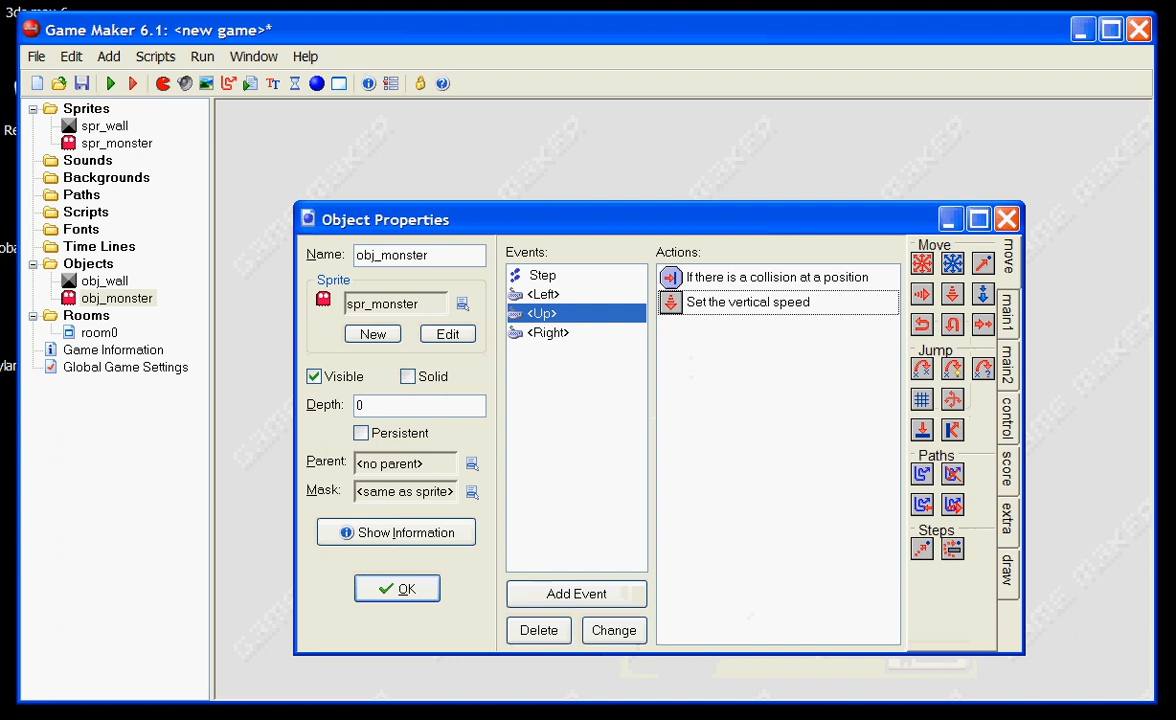 3ds max 6
Game Maker 6.1: <new game>*
File Edit Add Scripts Run Window Help
Sprites
spr_wall
spr_monster
Sounds
Backgrounds
Paths
Scripts
Fonts
Time Lines
Objects
obj_wall
obj_monster
Rooms
room0
Game Information
Global Game Settings
Object Properties
Name: obj_monster
Sprite
spr_monster
New Edit
Visible Solid
Depth: 0
Persistent
Parent: <no parent>
Mask: <same as sprite>
Show Information
OK
Events:
Step
<Left>
<Up>
<Right>
Add Event
Delete Change
Actions:
If there is a collision at a position
Set the vertical speed
Move
Jump
Paths
Steps
move
main1
main2
control
score
extra
draw